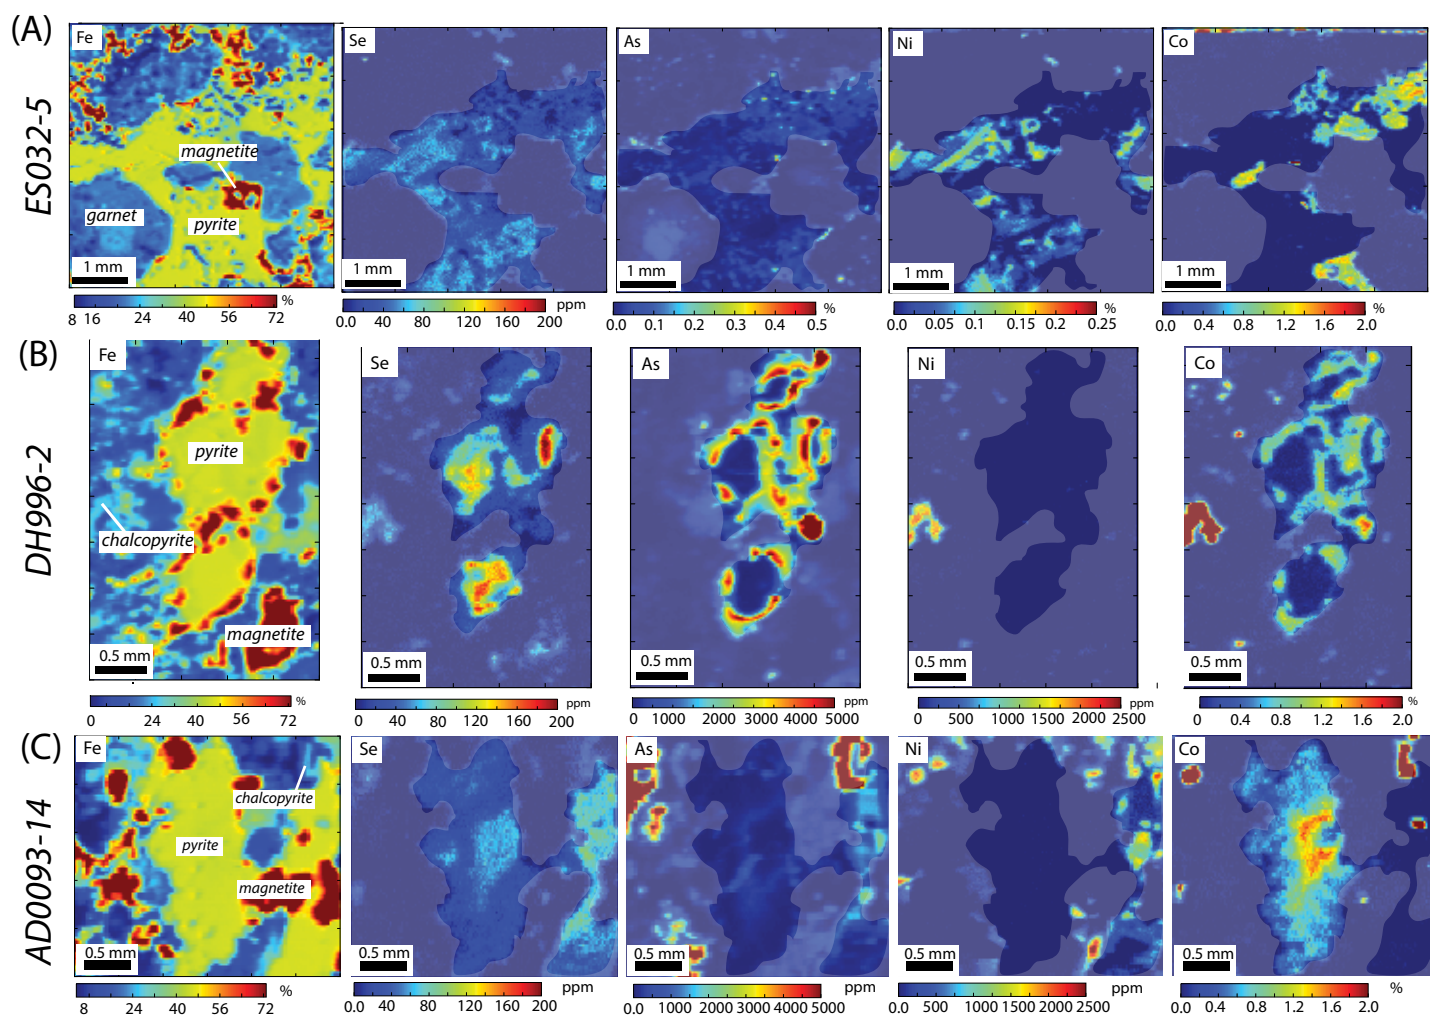 (A)
ES032-5
Fe
Se
As
Ni
Co
magnetite
garnet
pyrite
1 mm
1 mm
1 mm
1 mm
1 mm
%
8 16 24 40 56 72
ppm
0.0 40 80 120 160 200
%
0.0 0.1 0.2 0.3 0.4 0.5
%
0.0 0.05 0.10 0.15 0.20 0.25
%
0.0 0.4 0.8 1.2 1.6 2.0
(B)
DH996-2
Fe
Se
As
Ni
Co
pyrite
chalcopyrite
magnetite
0.5 mm
0.5 mm
0.5 mm
0.5 mm
0.5 mm
%
0 24 40 56 72
ppm
0 40 80 120 160 200
ppm
0 1000 2000 3000 4000 5000
ppm
0 500 1000 1500 2000 2500
%
0 0.4 0.8 1.2 1.6 2.0
(C)
AD0093-14
Fe
Se
As
Ni
Co
chalcopyrite
pyrite
magnetite
0.5 mm
0.5 mm
0.5 mm
0.5 mm
0.5 mm
%
8 24 40 56 72
ppm
0.0 40 80 120 160 200
ppm
0.0 1000 2000 3000 4000 5000
ppm
0.0 500 1000 1500 2000 2500
%
0.0 0.4 0.8 1.2 1.6 2.0